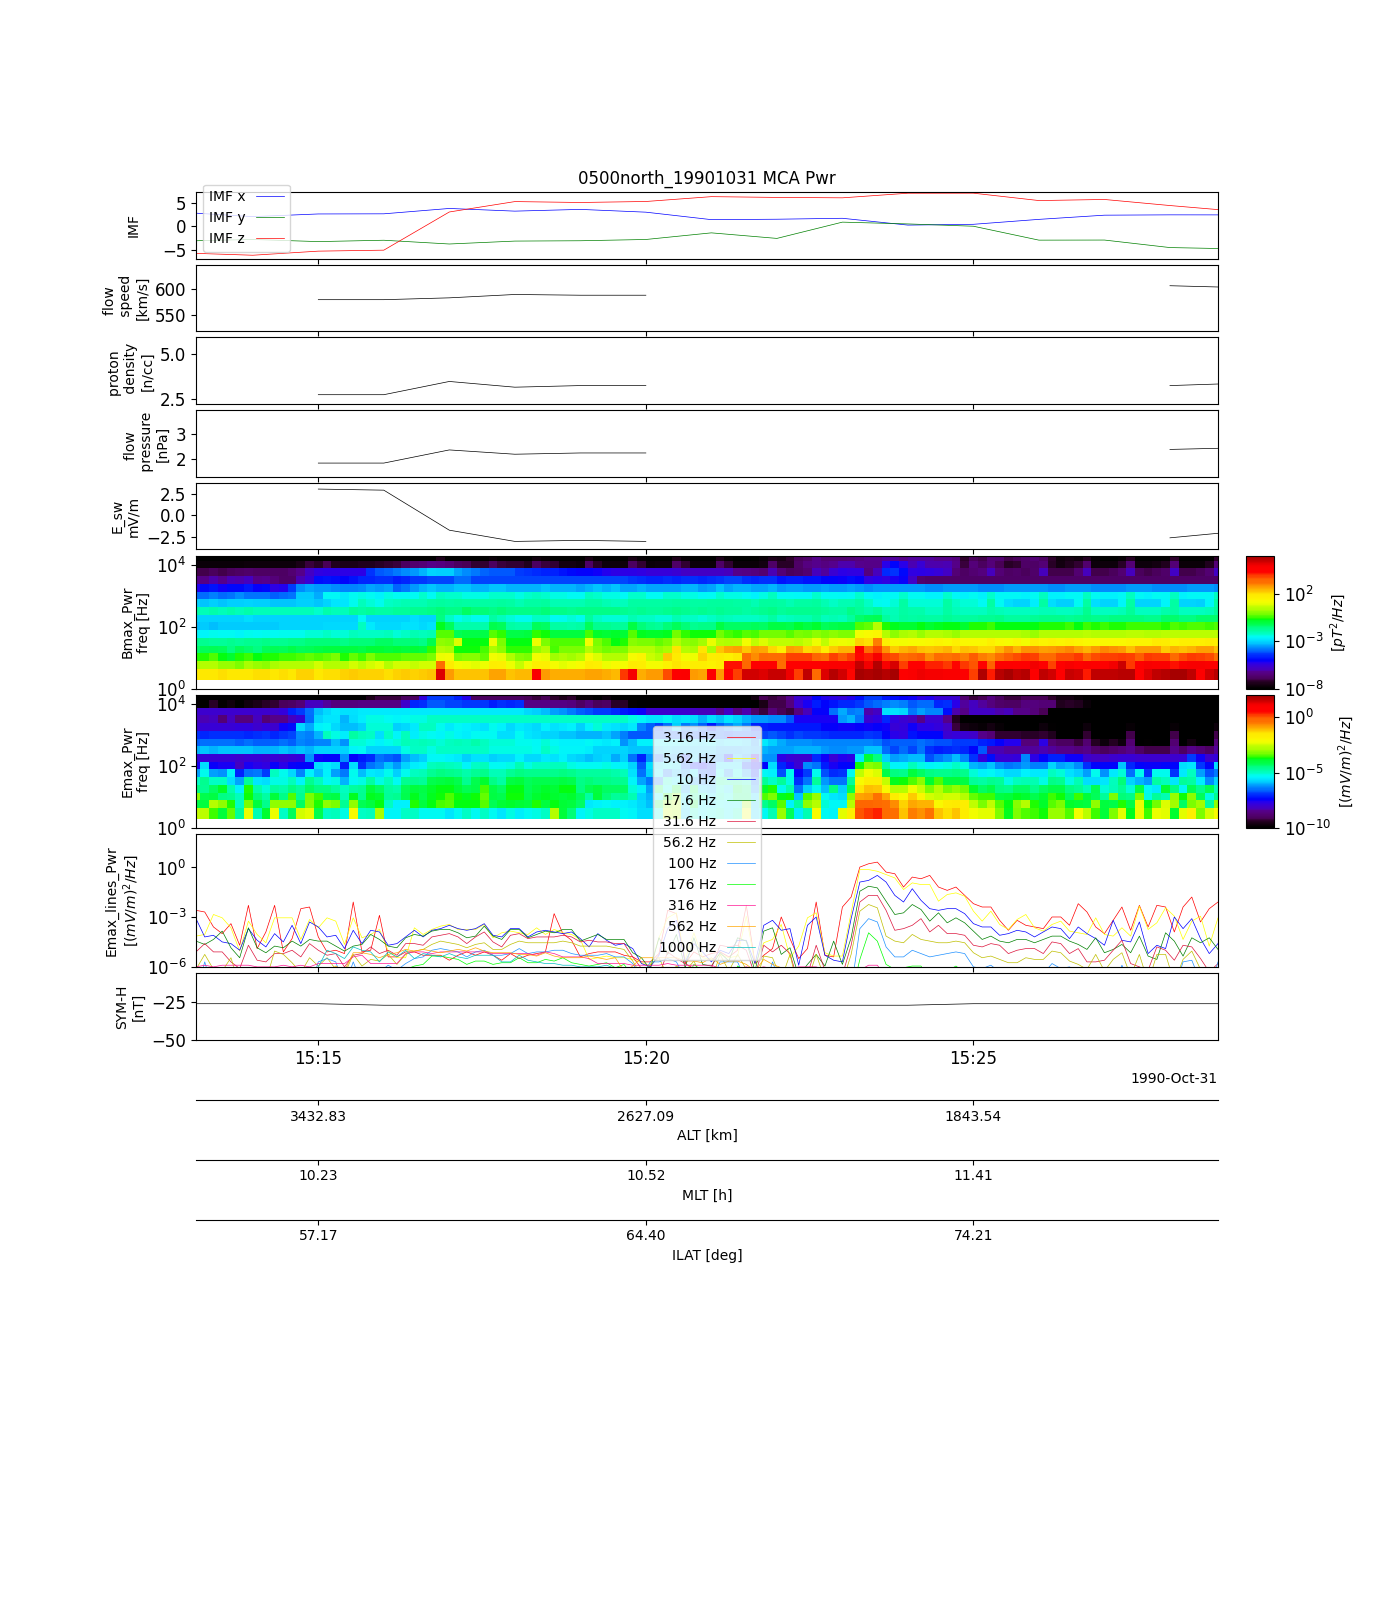 0500north_19901031 MCA Pwr
IMF
5
0
−5
IMF x
IMF y
IMF z
flow
speed
[km/s]
600
550
proton
density
[n/cc]
5.0
2.5
flow
pressure
[nPa]
3
2
E_sw
mV/m
2.5
0.0
−2.5
Bmax_Pwr
freq [Hz]
10^4
10^2
10^0
10^2
10^−3
10^−8
[pT^2/Hz]
Emax_Pwr
freq [Hz]
10^4
10^2
10^0
10^0
10^−5
10^−10
[(mV/m)^2/Hz]
3.16 Hz
5.62 Hz
10 Hz
17.6 Hz
31.6 Hz
56.2 Hz
100 Hz
176 Hz
316 Hz
562 Hz
1000 Hz
Emax_lines_Pwr
[(mV/m)^2/Hz]
10^0
10^−3
10^−6
SYM-H
[nT]
−25
−50
15:15 15:20 15:25
1990-Oct-31
3432.83 2627.09 1843.54
ALT [km]
10.23 10.52 11.41
MLT [h]
57.17 64.40 74.21
ILAT [deg]